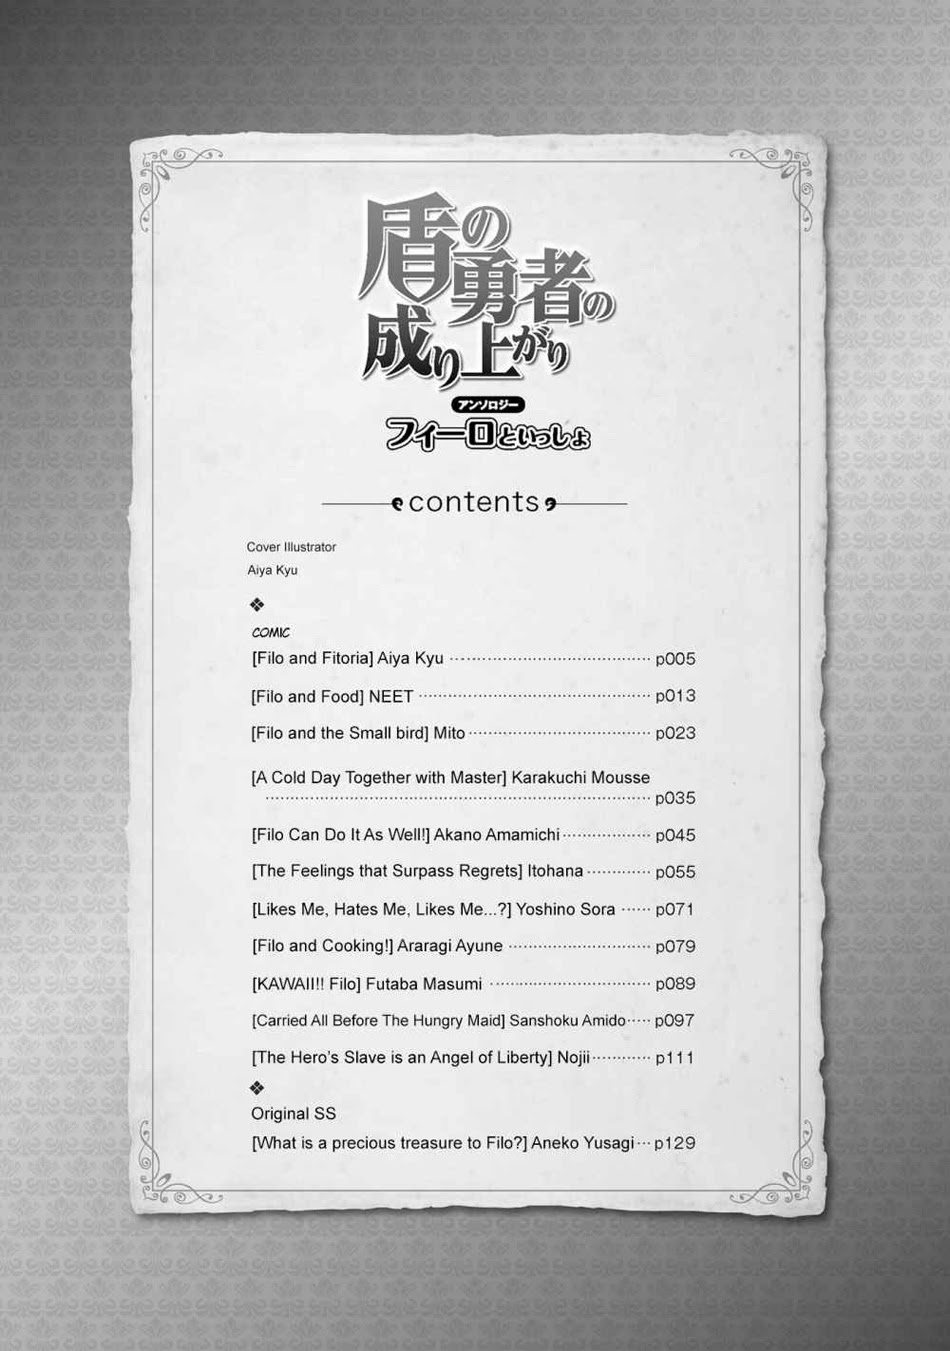 盾の勇者の成り上がり
アンソロジー
フィーロといっしょ
contents
Cover Illustrator
Aiya Kyu
COMIC
[Filo and Fitoria] Aiya Kyu ………………………………… p005
[Filo and Food] NEET ………………………………… p013
[Filo and the Small bird] Mito ………………………………… p023
[A Cold Day Together with Master] Karakuchi Mousse
………………………………… p035
[Filo Can Do It As Well!] Akano Amamichi ……………… p045
[The Feelings that Surpass Regrets] Itohana ………… p055
[Likes Me, Hates Me, Likes Me...?] Yoshino Sora …… p071
[Filo and Cooking!] Araragi Ayune ………………………… p079
[KAWAII!! Filo] Futaba Masumi ………………………… p089
[Carried All Before The Hungry Maid] Sanshoku Amido ····· p097
[The Hero's Slave is an Angel of Liberty] Nojii ………… p111
Original SS
[What is a precious treasure to Filo?] Aneko Yusagi ··· p129